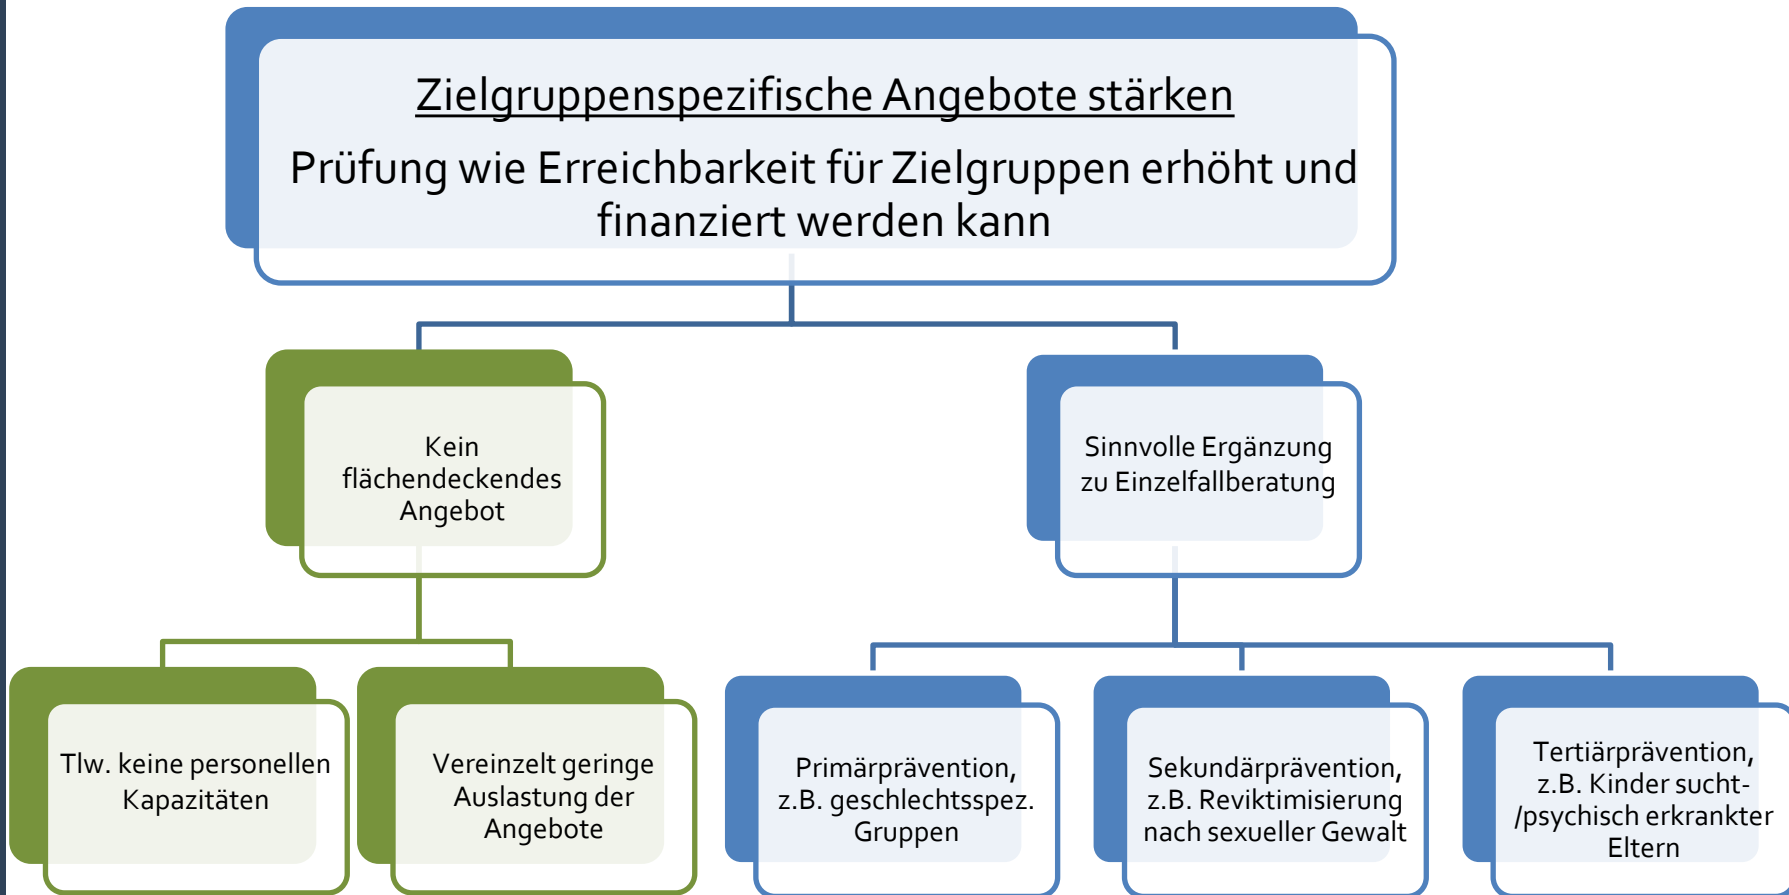 Zielgruppenspezifische Angebote stärken
Prüfung wie Erreichbarkeit für Zielgruppen erhöht und
finanziert werden kann
Kein
flächendeckendes
Angebot
Sinnvolle Ergänzung
zu Einzelfallberatung
Tlw. keine personellen
Kapazitäten
Vereinzelt geringe
Auslastung der
Angebote
Primärprävention,
z.B. geschlechtsspez.
Gruppen
Sekundärprävention,
z.B. Reviktimisierung
nach sexueller Gewalt
Tertiärprävention,
z.B. Kinder sucht-
/psychisch erkrankter
Eltern